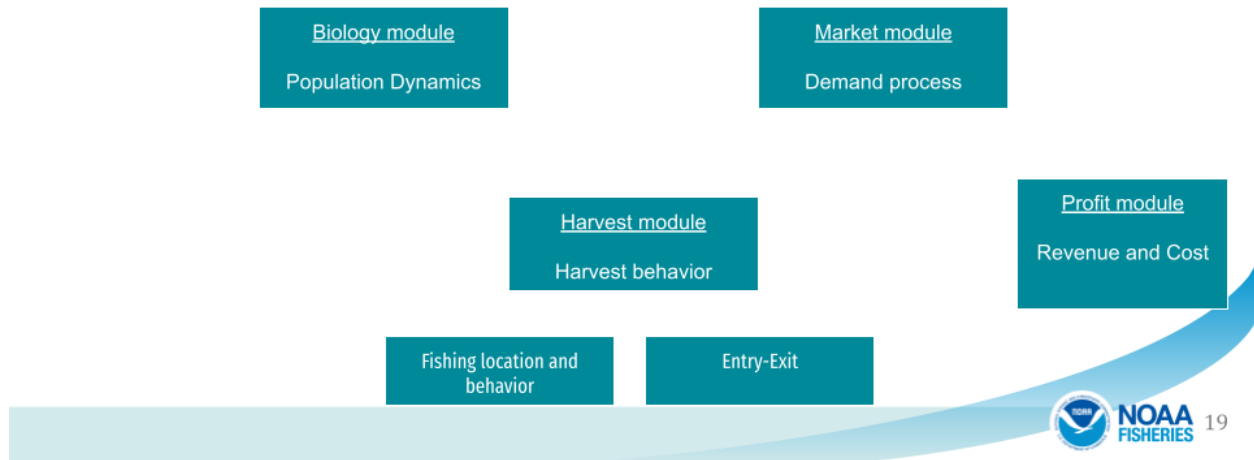 Biology module
Population Dynamics
Market module
Demand process
Harvest module
Harvest behavior
Profit module
Revenue and Cost
Fishing location and
behavior
Entry-Exit
NOAA
NOAA
FISHERIES
19